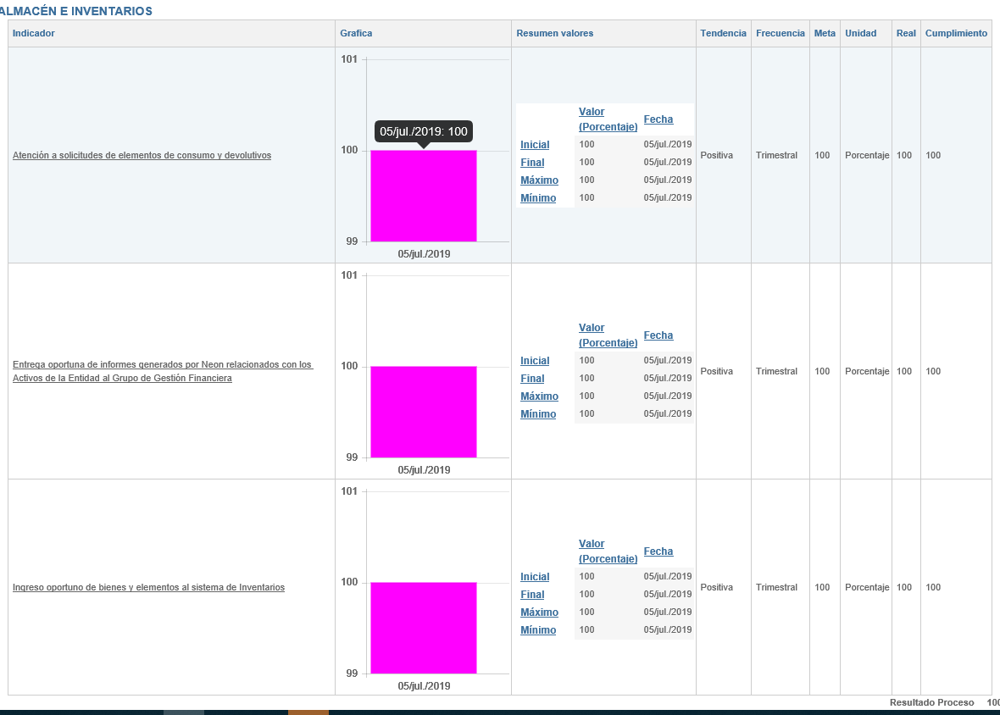 ALMACÉN E INVENTARIOS
Indicador Grafica Resumen valores Tendencia Frecuencia Meta Unidad Real Cumplimiento
101
05/jul./2019: 100
100
99
05/jul./2019
Atención a solicitudes de elementos de consumo y devolutivos
Valor
(Porcentaje) Fecha
Inicial 100 05/jul./2019
Final 100 05/jul./2019
Máximo 100 05/jul./2019
Mínimo 100 05/jul./2019
Positiva Trimestral 100 Porcentaje 100 100
101
100
99
05/jul./2019
Entrega oportuna de informes generados por Neon relacionados con los
Activos de la Entidad al Grupo de Gestión Financiera
Valor
(Porcentaje) Fecha
Inicial 100 05/jul./2019
Final 100 05/jul./2019
Máximo 100 05/jul./2019
Mínimo 100 05/jul./2019
Positiva Trimestral 100 Porcentaje 100 100
101
100
99
05/jul./2019
Ingreso oportuno de bienes y elementos al sistema de Inventarios
Valor
(Porcentaje) Fecha
Inicial 100 05/jul./2019
Final 100 05/jul./2019
Máximo 100 05/jul./2019
Mínimo 100 05/jul./2019
Positiva Trimestral 100 Porcentaje 100 100
Resultado Proceso 100